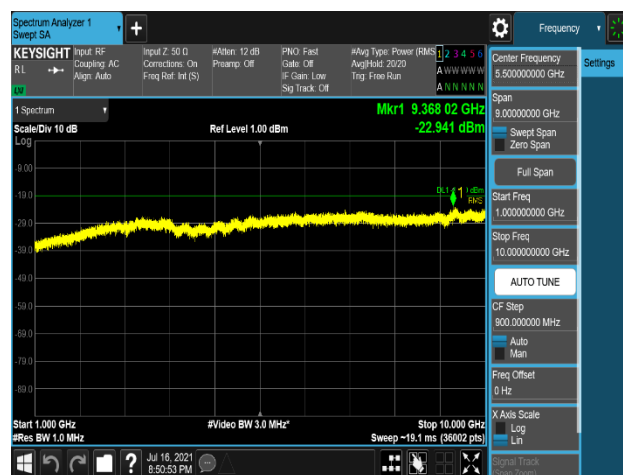 Spectrum Analyzer 1
Swept SA
+
Frequency
KEYSIGHT
RL
Input: RF
Coupling: AC
Align: Auto
Input Z: 50 Ω
Corrections: On
Freq Ref: Int (S)
#Atten: 12 dB
Preamp: Off
PNO: Fast
Gate: Off
IF Gain: Low
Sig Track: Off
#Avg Type: Power (RMS
Avg|Hold: 20/20
Trig: Free Run
1 2 3 4 5 6
A W W W W W
A N N N N N
Settings
Center Frequency
5.500000000 GHz
Span
9.00000000 GHz
Swept Span
Zero Span
Full Span
Start Freq
1.000000000 GHz
Stop Freq
10.000000000 GHz
AUTO TUNE
CF Step
900.000000 MHz
Auto
Man
Freq Offset
0 Hz
X Axis Scale
Log
Lin
Signal Track
(Span Zoom)
1 Spectrum
Scale/Div 10 dB
Log
Ref Level 1.00 dBm
Mkr1 9.368 02 GHz
-22.941 dBm
-9.00
-19.0
-29.0
-39.0
-49.0
-59.0
-69.0
-79.0
-89.0
1
dBm
RMS
Start 1.000 GHz
#Res BW 1.0 MHz
#Video BW 3.0 MHz*
Stop 10.000 GHz
Sweep ~19.1 ms (36002 pts)
?
Jul 16, 2021
8:50:53 PM